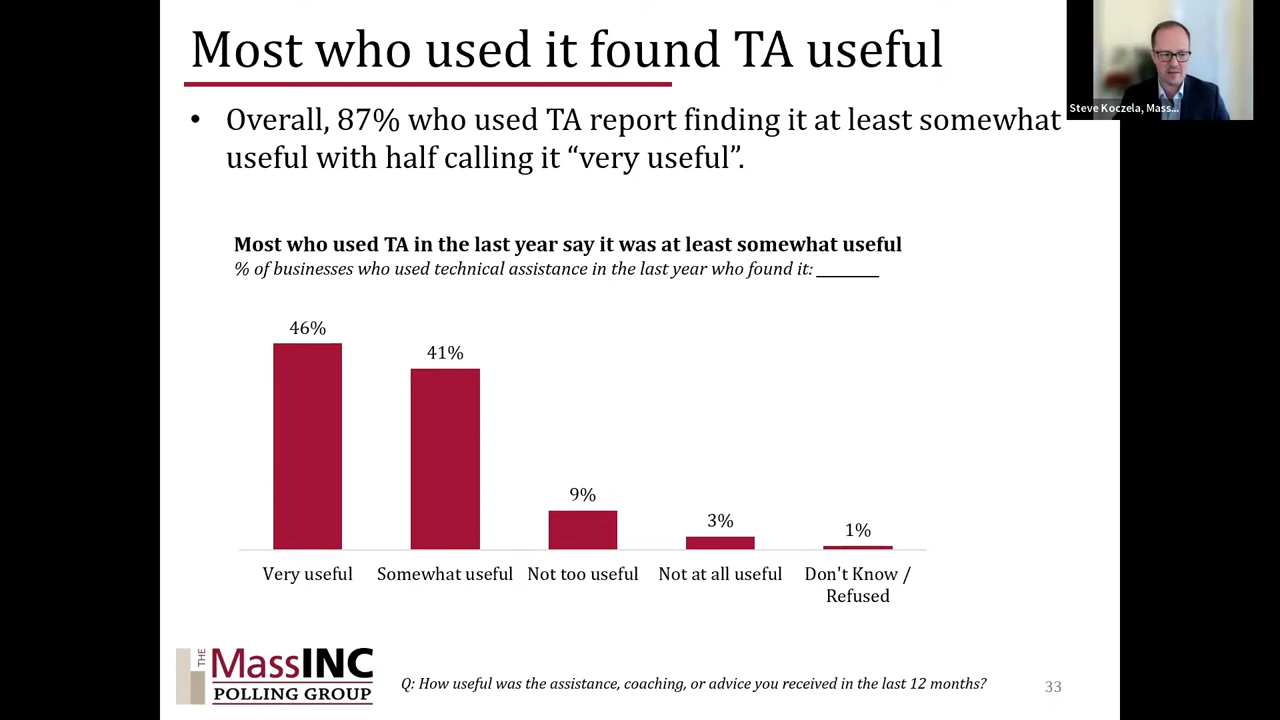 Most who used it found TA useful
Steve Koczela, Mass...
• Overall, 87% who used TA report finding it at least somewhat
useful with half calling it “very useful”.
Most who used TA in the last year say it was at least somewhat useful
% of businesses who used technical assistance in the last year who found it: ________
46%
41%
9%
3%
1%
Very useful
Somewhat useful
Not too useful
Not at all useful
Don't Know /
Refused
THE
MassINC
POLLING GROUP
Q: How useful was the assistance, coaching, or advice you received in the last 12 months?
33